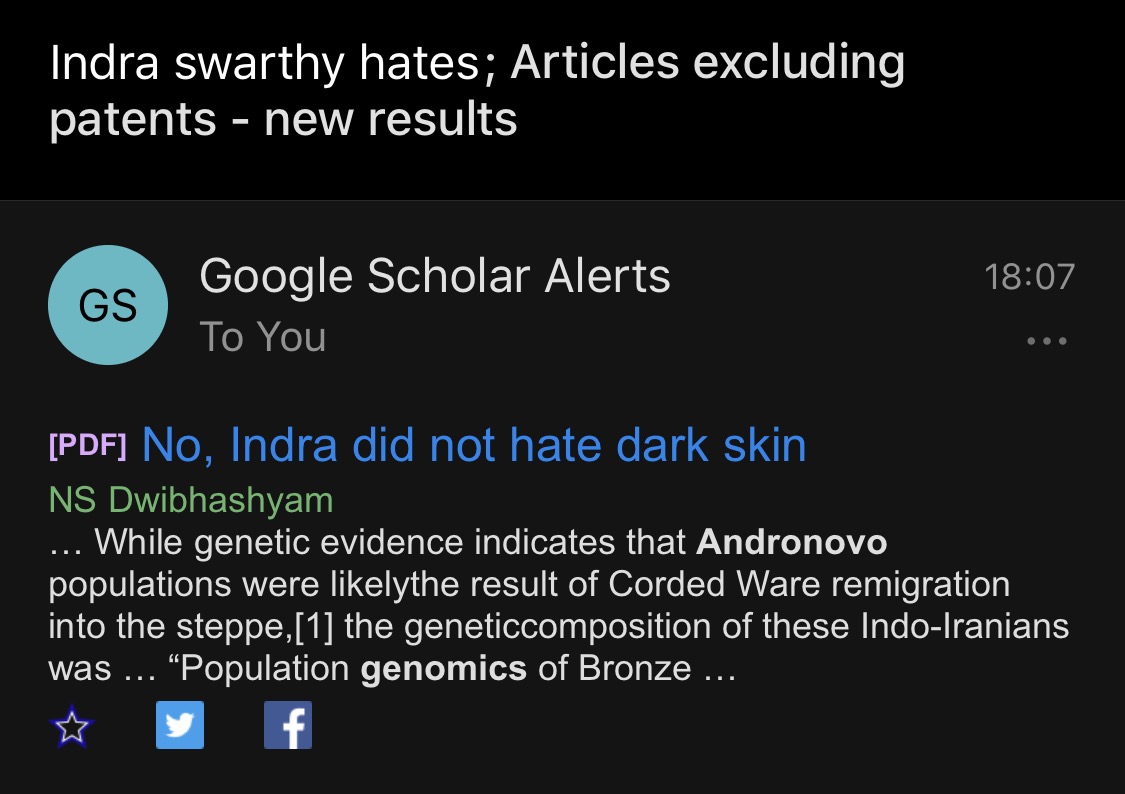 Indra swarthy hates; Articles excluding
patents - new results
GS
Google Scholar Alerts
18:07
To You
...
[PDF] No, Indra did not hate dark skin
NS Dwibhashyam
… While genetic evidence indicates that Andronovo
populations were likelythe result of Corded Ware remigration
into the steppe,[1] the geneticcomposition of these Indo-Iranians
was … “Population genomics of Bronze …